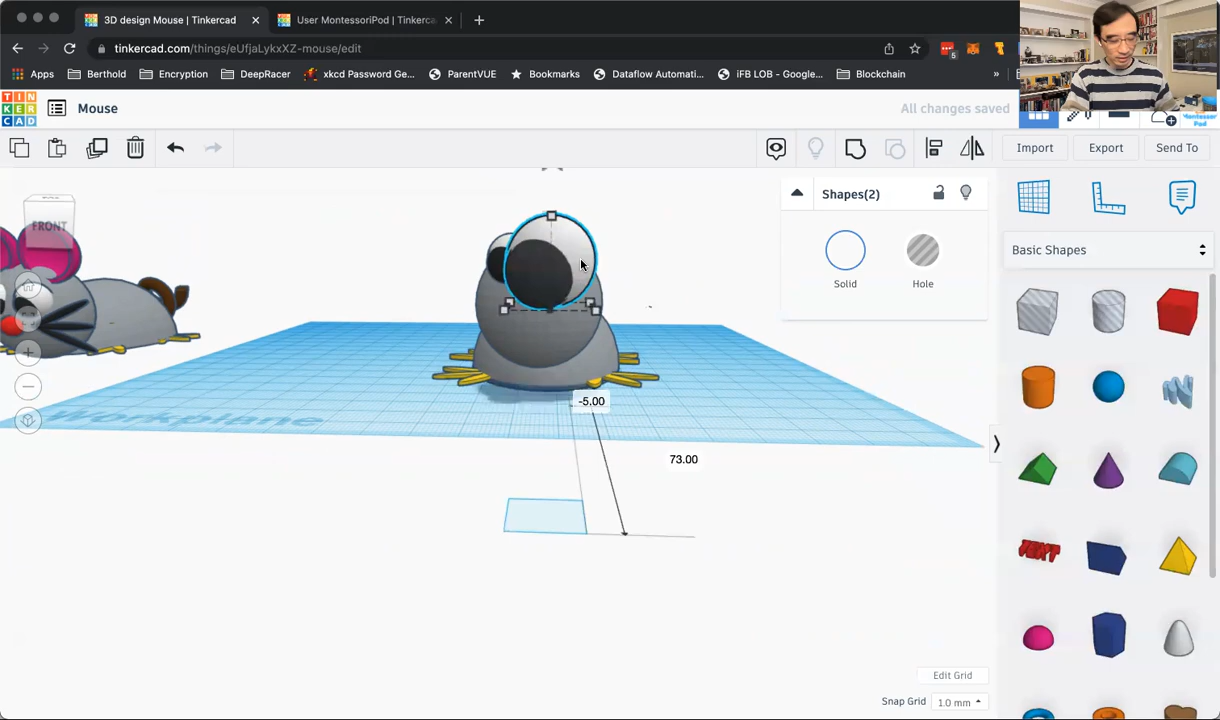 3D design Mouse | Tinkercad
User MontessoriPod | Tinkerca
tinkercad.com/things/eUfjaLykxXZ-mouse/edit
5
Apps
Berthold
Encryption
DeepRacer
xkcd Password Ge...
ParentVUE
Bookmarks
Dataflow Automati...
iFB LOB - Google...
Blockchain
»
TIN
KER
CAD
Mouse
All changes saved
Import
Export
Send To
FRONT
Shapes(2)
Solid
Hole
Basic Shapes
Workplane
-5.00
73.00
TEXT
Edit Grid
Snap Grid
1.0 mm